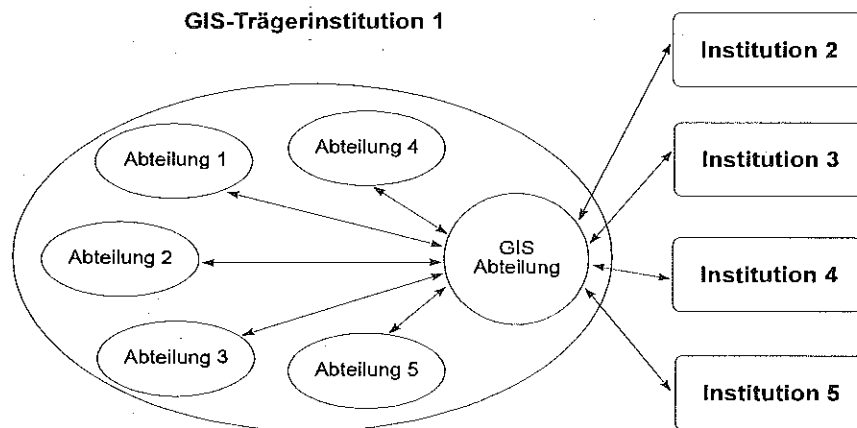 GIS-Trägerinstitution 1
Institution 2
Institution 3
Institution 4
Institution 5
Abteilung 1
Abteilung 4
Abteilung 2
GIS
Abteilung
Abteilung 3
Abteilung 5